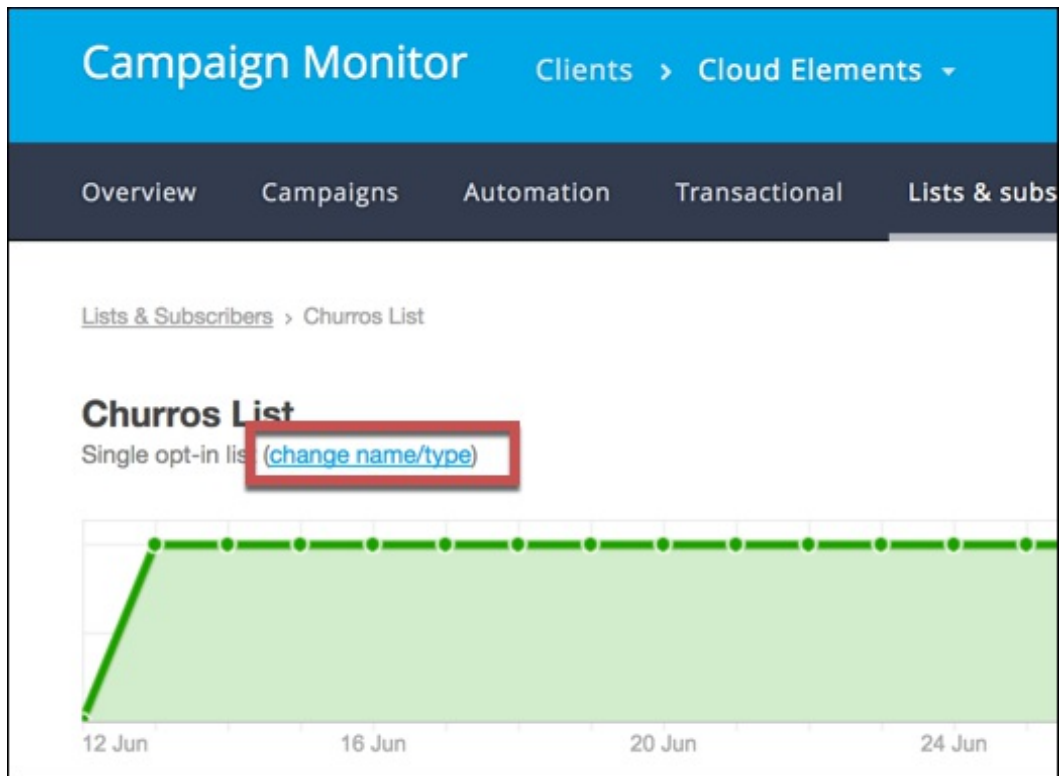 Campaign Monitor Clients > Cloud Elements
Overview Campaigns Automation Transactional Lists & subs
Lists & Subscribers > Churros List
Churros List
Single opt-in list (change name/type)
12 Jun 16 Jun 20 Jun 24 Jun